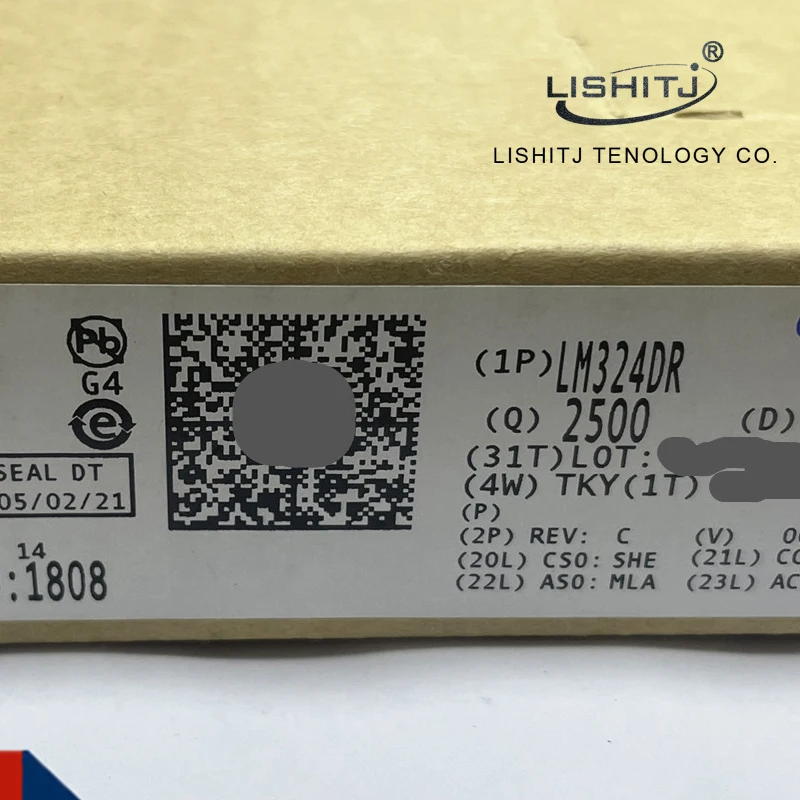 LISHITJ®
LISHITJ TENOLOGY CO.
Pb
G4
e
SEAL DT
05/02/21
14
:1808
(1P)LM324DR
(Q) 2500 (D)
(31T)LOT:
(4W) TKY(1T)
(P)
(2P) REV: C (V)
(20L) CSO: SHE (21L)
(22L) ASO: MLA (23L)